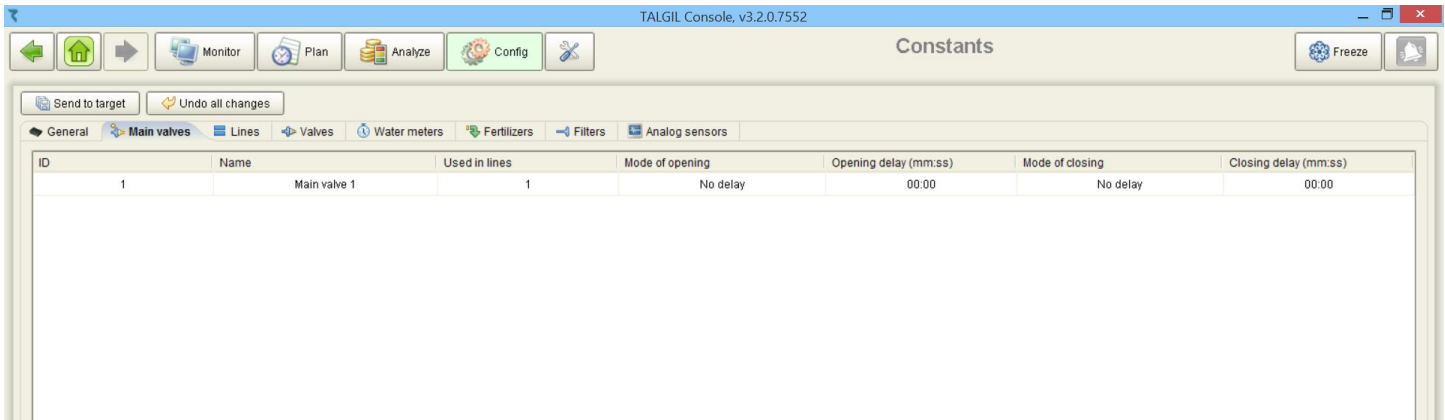 TALGIL Console, v3.2.0.7552
Monitor Plan Analyze Config Constants Freeze
Send to target Undo all changes
General Main valves Lines Valves Water meters Fertilizers Filters Analog sensors
ID Name Used in lines Mode of opening Opening delay (mm:ss) Mode of closing Closing delay (mm:ss)
1 Main valve 1 1 No delay 00:00 No delay 00:00